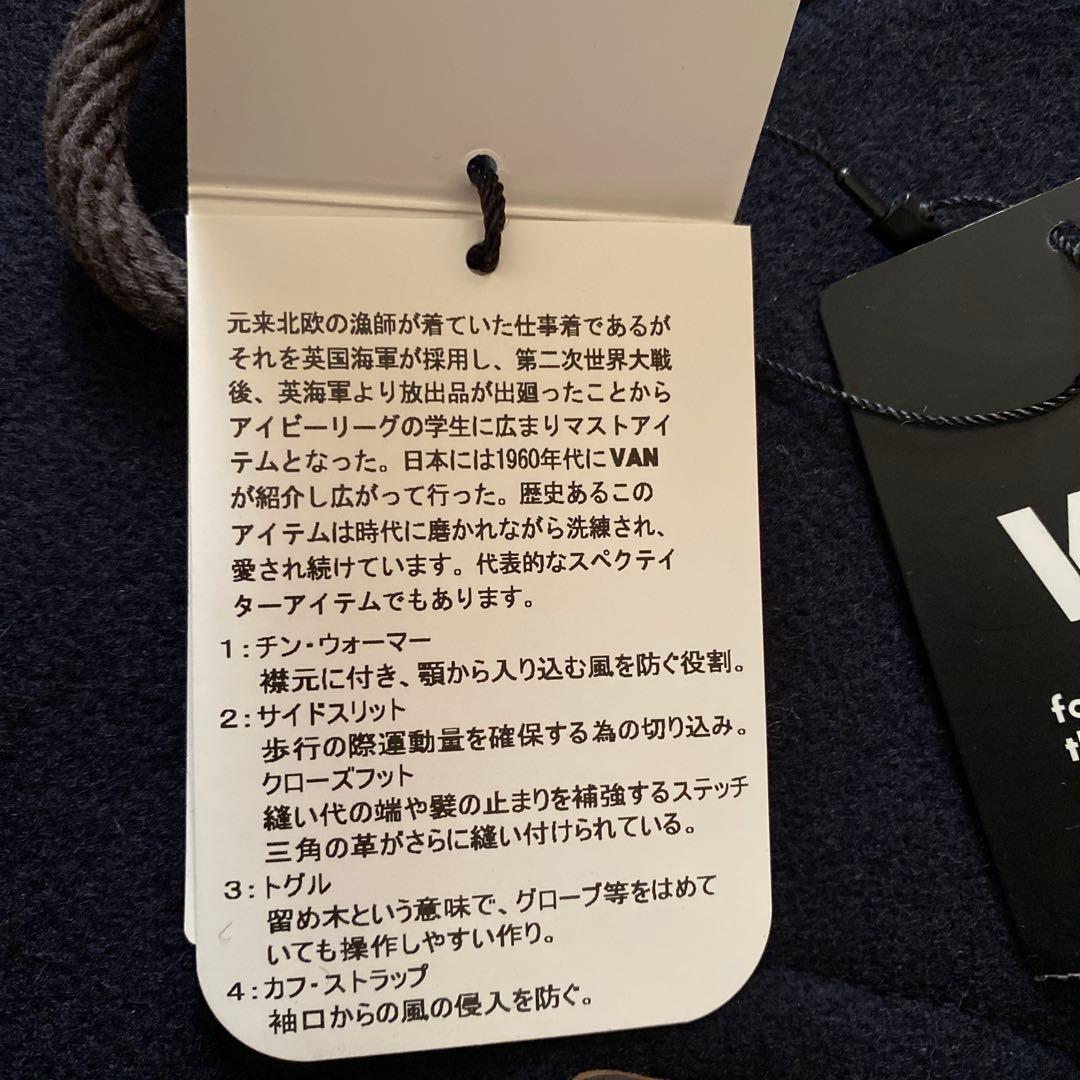 元来北欧の漁師が着ていた仕事着であるが
それを英国海軍が採用し、第二次世界大戦
後、英海軍より放出品が出廻ったことから
アイビーリーグの学生に広まりマストアイ
テムとなった。日本には1960年代にVAN
が紹介し広がって行った。歴史あるこの
アイテムは時代に磨かれながら洗練され、
愛され続けています。代表的なスペクテイ
ターアイテムでもあります。
1:チン・ウォーマー
襟元に付き、顎から入り込む風を防ぐ役割。
2:サイドスリット
歩行の際運動量を確保する為の切り込み。
クローズフット
縫い代の端や襞の止まりを補強するステッチ
三角の革がさらに縫い付けられている。
3:トグル
留め木という意味で、グローブ等をはめて
いても操作しやすい作り。
4:カフ・ストラップ
袖口からの風の侵入を防ぐ。